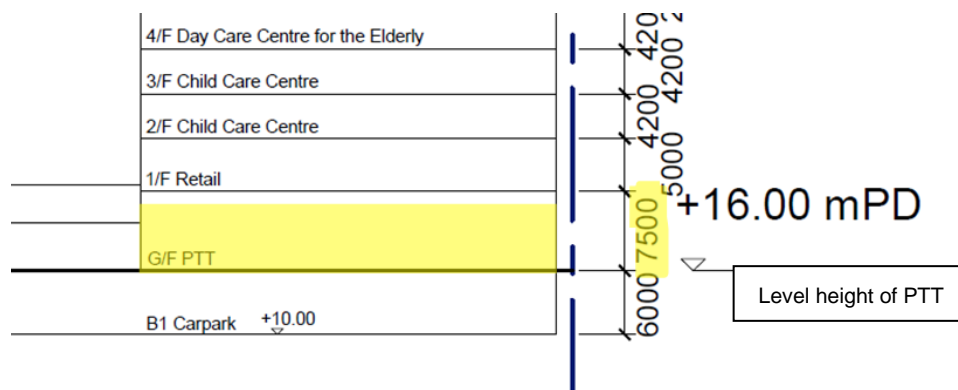 4/F Day Care Centre for the Elderly
3/F Child Care Centre
2/F Child Care Centre
1/F Retail
G/F PTT
B1 Carpark +10.00
4200
4200
5000
7500
6000
+16.00 mPD
Level height of PTT